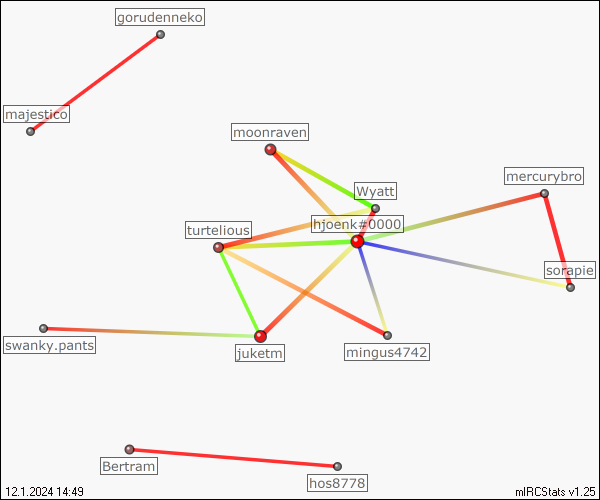 gorudenneko
majestico
moonraven
mercurybro
Wyatt
hjoenk#0000
turtelious
sorapie
swanky.pants
juketm
mingus4742
Bertram
hos8778
12.1.2024 14:49
mIRCStats v1.25